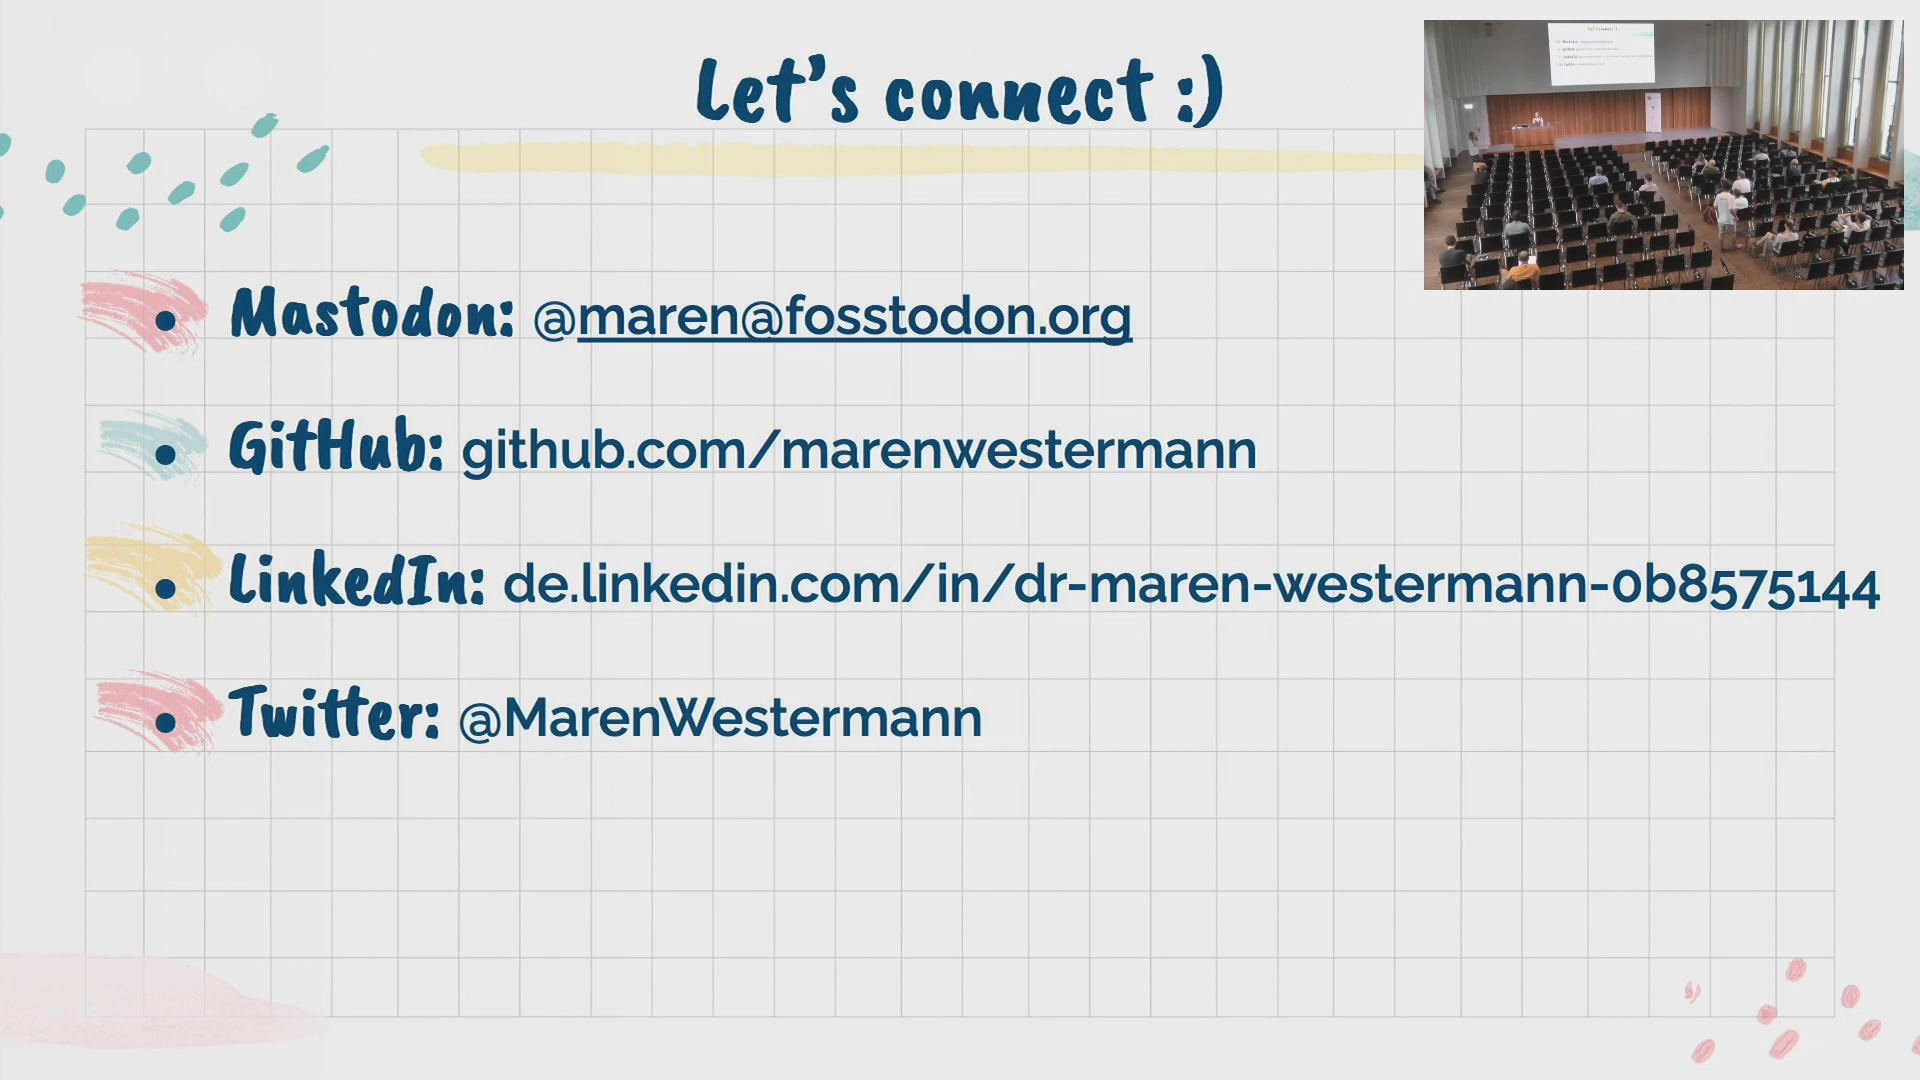 Let's connect :)
Mastodon: @maren@fosstodon.org
GitHub: github.com/marenwestermann
LinkedIn: de.linkedin.com/in/dr-maren-westermann-0b8575144
Twitter: @MarenWestermann